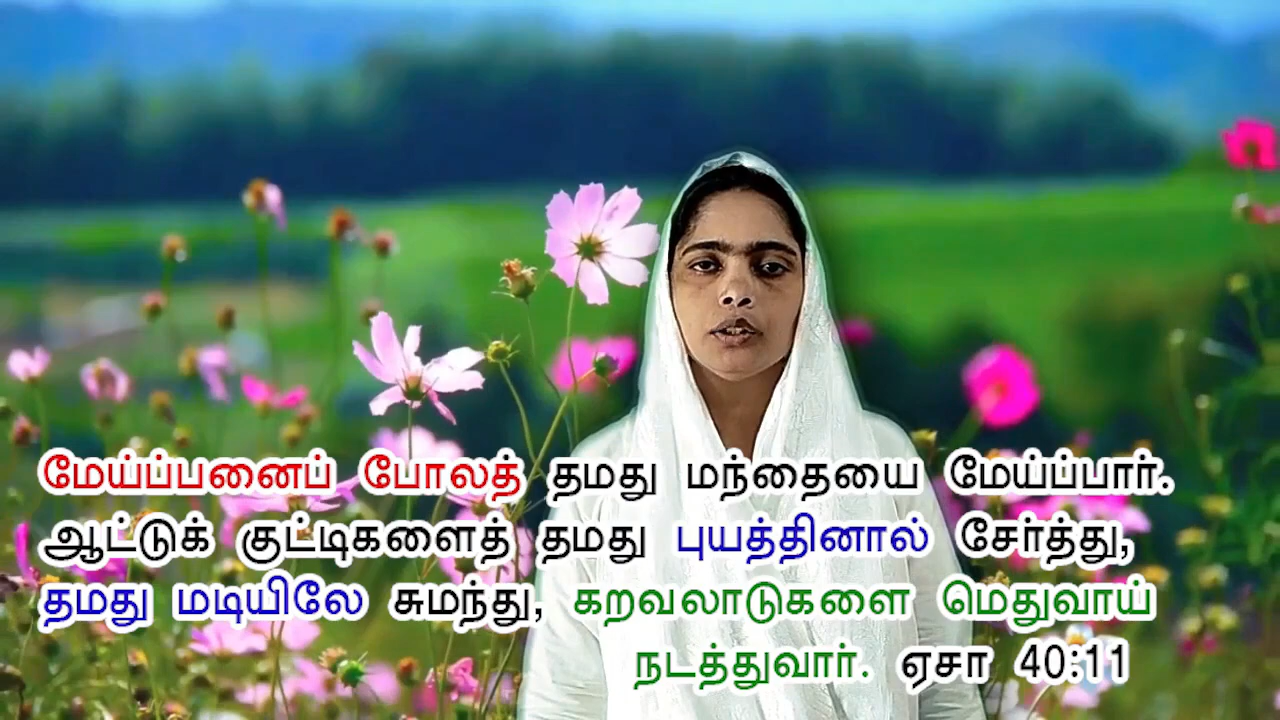 மேய்ப்பனைப் போலத் தமது மந்தையை மேய்ப்பார்.
ஆட்டுக் குட்டிகளைத் தமது புயத்தினால் சேர்த்து,
தமது மடியிலே சுமந்து, கறவலாடுகளை மெதுவாய்
நடத்துவார். ஏசா 40:11